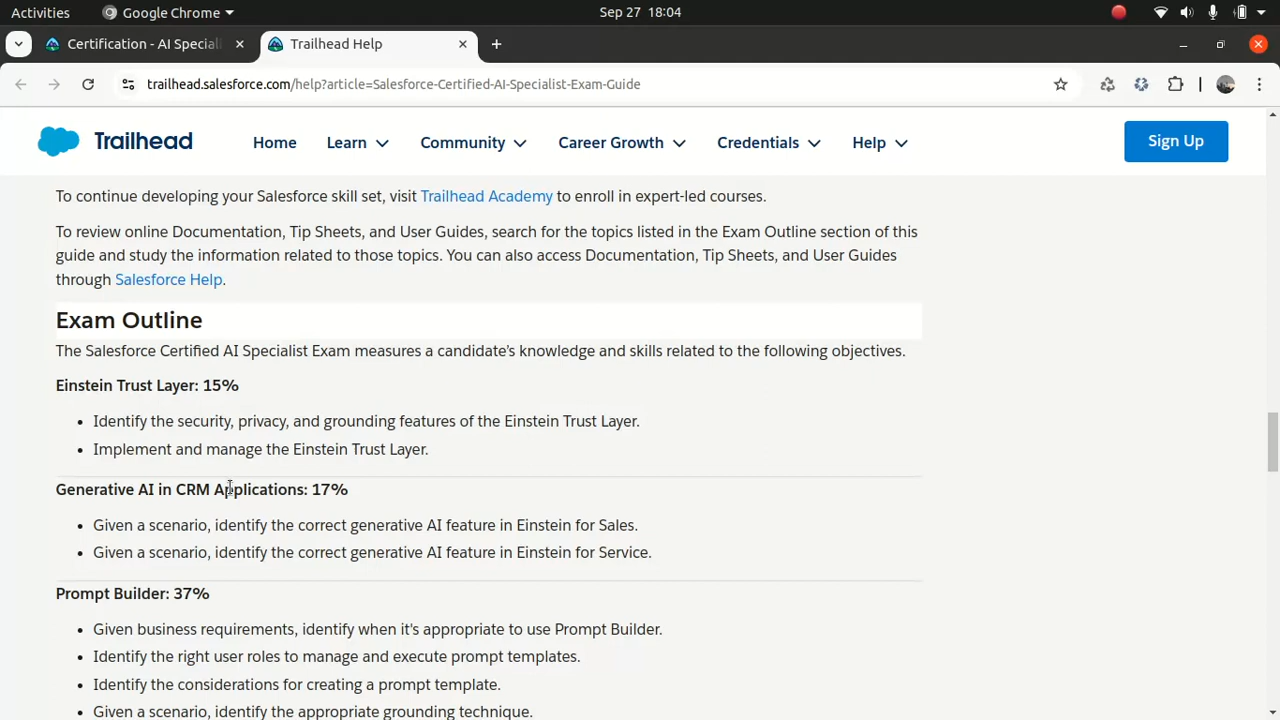 Activities
Google Chrome
Sep 27 18:04
Certification - AI Speciali
Trailhead Help
trailhead.salesforce.com/help?article=Salesforce-Certified-AI-Specialist-Exam-Guide
Trailhead
Home
Learn
Community
Career Growth
Credentials
Help
Sign Up
To continue developing your Salesforce skill set, visit Trailhead Academy to enroll in expert-led courses.
To review online Documentation, Tip Sheets, and User Guides, search for the topics listed in the Exam Outline section of this
guide and study the information related to those topics. You can also access Documentation, Tip Sheets, and User Guides
through Salesforce Help.
Exam Outline
The Salesforce Certified AI Specialist Exam measures a candidate’s knowledge and skills related to the following objectives.
Einstein Trust Layer: 15%
• Identify the security, privacy, and grounding features of the Einstein Trust Layer.
• Implement and manage the Einstein Trust Layer.
Generative AI in CRM Applications: 17%
• Given a scenario, identify the correct generative AI feature in Einstein for Sales.
• Given a scenario, identify the correct generative AI feature in Einstein for Service.
Prompt Builder: 37%
• Given business requirements, identify when it's appropriate to use Prompt Builder.
• Identify the right user roles to manage and execute prompt templates.
• Identify the considerations for creating a prompt template.
• Given a scenario, identify the appropriate grounding technique.